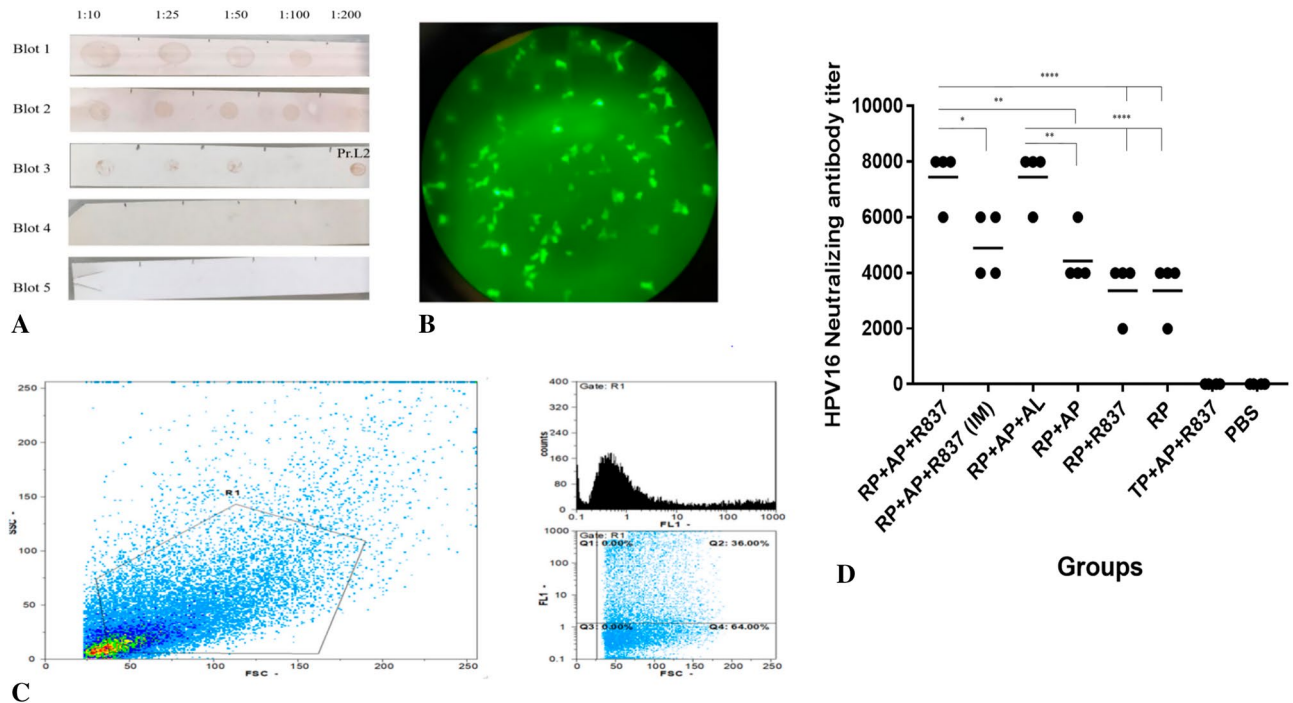 1:10 1:25 1:50 1:100 1:200
Blot 1
Blot 2
Blot 3
Pr.L2
Blot 4
Blot 5
A
B
250
200
150
100
50
0
SSC -
R1
0 50 100 150 200 250
FSC -
C
Gate: R1
400
320
240
160
80
0
counts
0.1 1 10 100 1000
FL1 -
Gate: R1
Q1: 0.00% Q2: 36.00%
Q3: 0.00% Q4: 64.00%
1000
100
10
1
0.1
FL1 -
0 50 100 150 200 250
FSC -
HPV16 Neutralizing antibody titer
10000
8000
6000
4000
2000
0
****
**
*
****
**
RP+AP+R837
RP+AP+R837 (IM)
RP+AP+AL
RP+AP
RP+R837
RP
TP+AP+R837
PBS
Groups
D